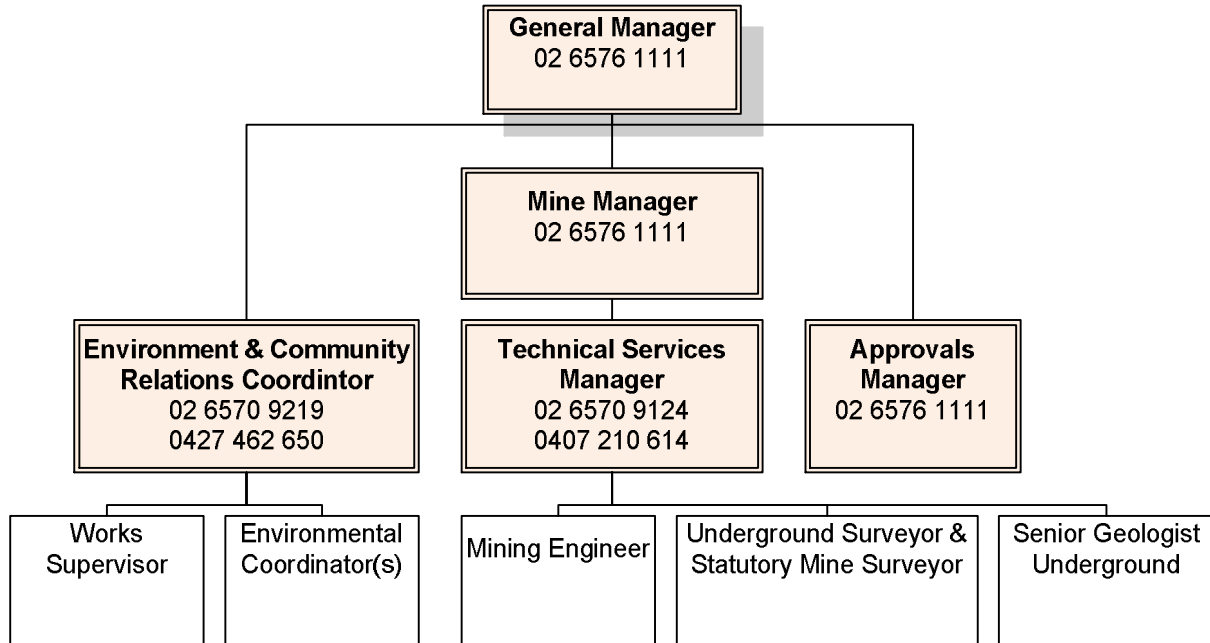 General Manager
02 6576 1111
Mine Manager
02 6576 1111
Environment & Community
Relations Coordintor
02 6570 9219
0427 462 650
Technical Services
Manager
02 6570 9124
0407 210 614
Approvals
Manager
02 6576 1111
Works
Supervisor
Environmental
Coordinator(s)
Mining Engineer
Underground Surveyor &
Statutory Mine Surveyor
Senior Geologist
Underground